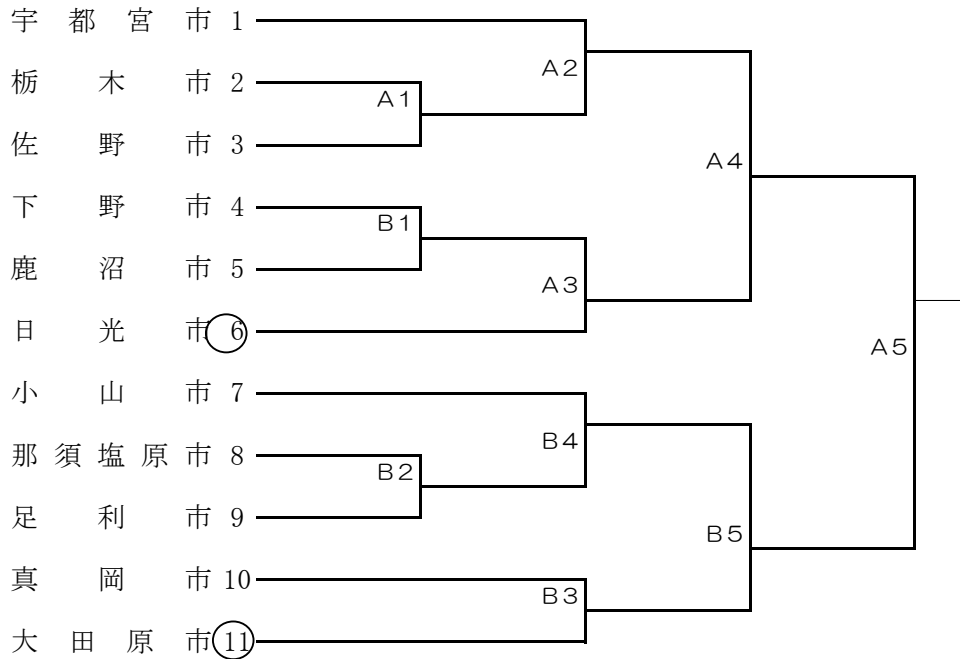 宇都宮市 1
A2
栃木市 2
A1
佐野市 3
A4
下野市 4
B1
鹿沼市 5
A3
日光市 6
A5
小山市 7
B4
那須塩原市 8
B2
足利市 9
B5
真岡市 10
B3
大田原市 11